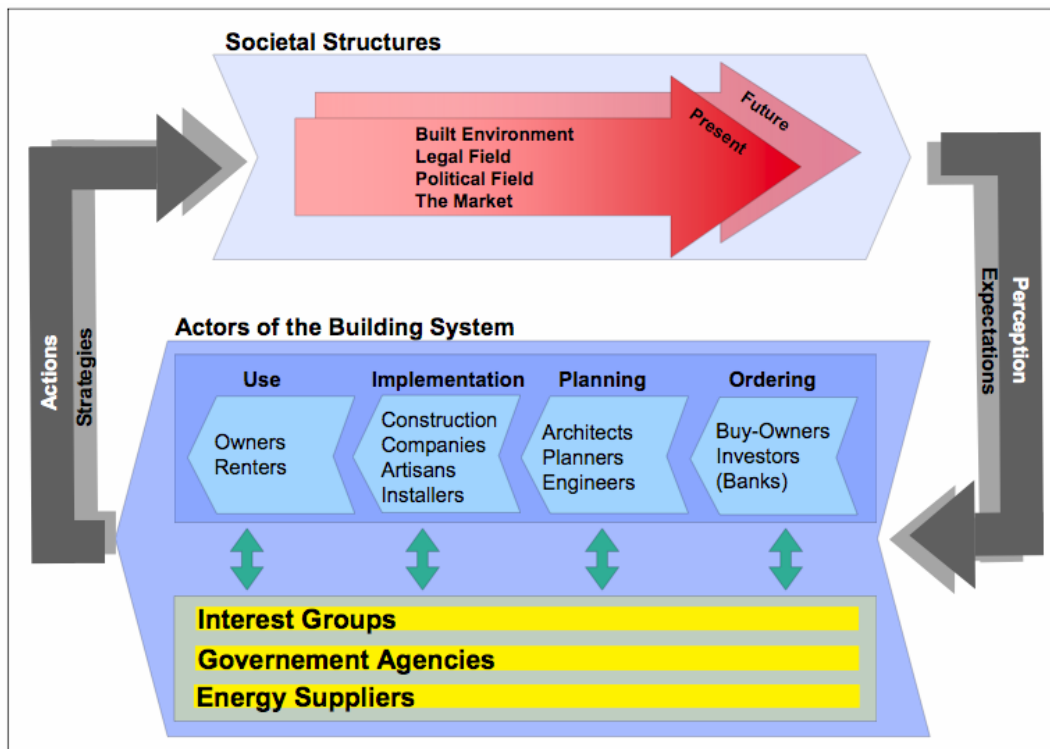 Societal Structures
Built Environment
Legal Field
Political Field
The Market
Present
Future
Actions
Strategies
Perception
Expectations
Actors of the Building System
Use
Owners
Renters
Implementation
Construction
Companies
Artisans
Installers
Planning
Architects
Planners
Engineers
Ordering
Buy-Owners
Investors
(Banks)
Interest Groups
Governement Agencies
Energy Suppliers